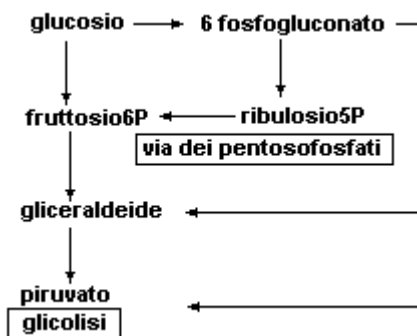 glucosio 6 fosfogluconato
fruttosio6P ribulosio5P
via dei pentosofosfati
gliceraldeide
piruvato
glicolisi